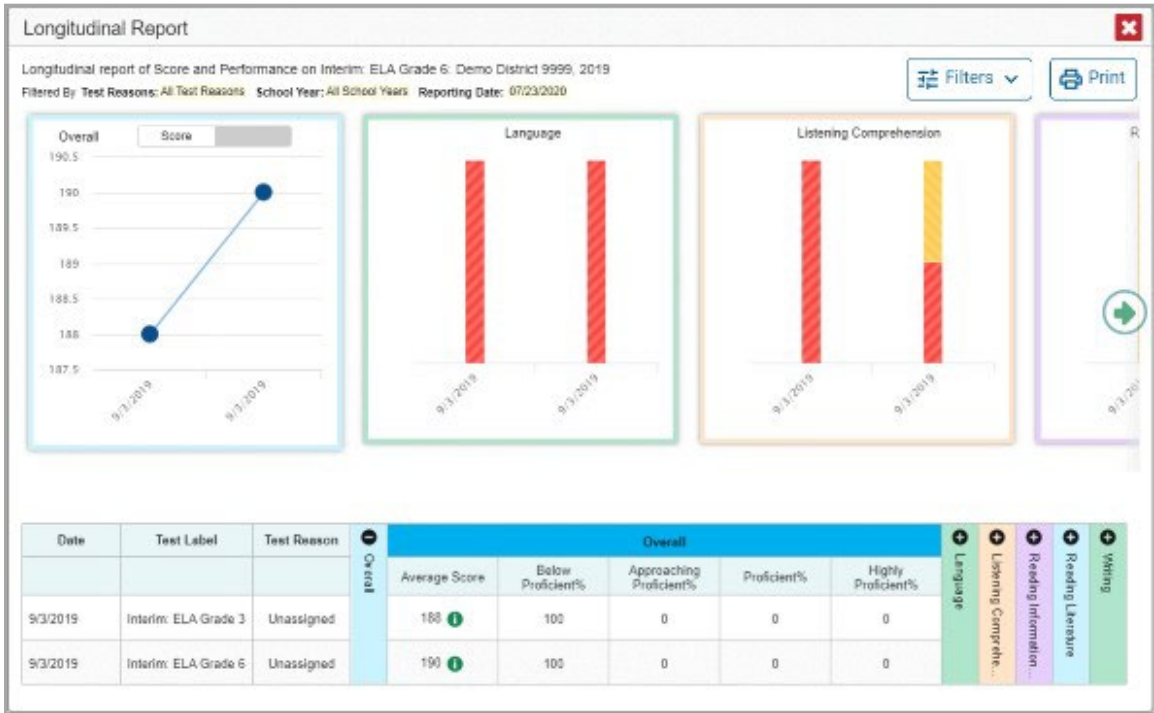 Longitudinal Report
Longitudinal report of Score and Performance on Interim: ELA Grade 6: Demo District 9999, 2019
Filtered By Test Reasons: All Test Reasons School Year: All School Years Reporting Date: 07/23/2020
Filters
Print
Overall
Score
190.5
190
189.5
189
188.5
188
187.5
9/3/2019
9/3/2019
Language
9/3/2019
9/3/2019
Listening Comprehension
9/3/2019
9/3/2019
R
9/3/20
Date Test Label Test Reason Overall Overall Language Listening Comprehe... Reading Information... Reading Literature Writing
Average Score Below Proficient% Approaching Proficient% Proficient% Highly Proficient%
9/3/2019 Interim: ELA Grade 3 Unassigned 188 100 0 0 0
9/3/2019 Interim: ELA Grade 6 Unassigned 190 100 0 0 0